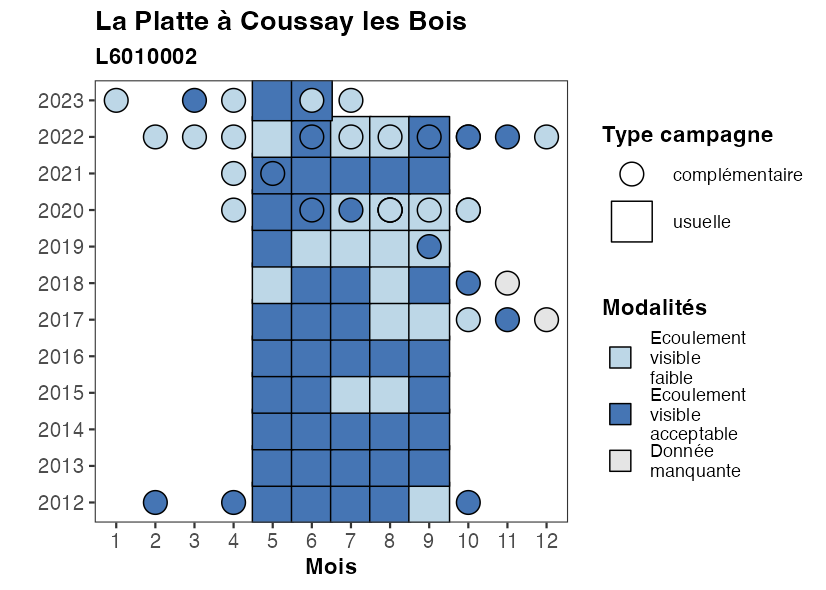 La Platte à Coussay les Bois
L6010002
2023
2022
2021
2020
2019
2018
2017
2016
2015
2014
2013
2012
1 2 3 4 5 6 7 8 9 10 11 12
Mois
Type campagne
complémentaire
usuelle
Modalités
Ecoulement
visible
faible
Ecoulement
visible
acceptable
Donnée
manquante